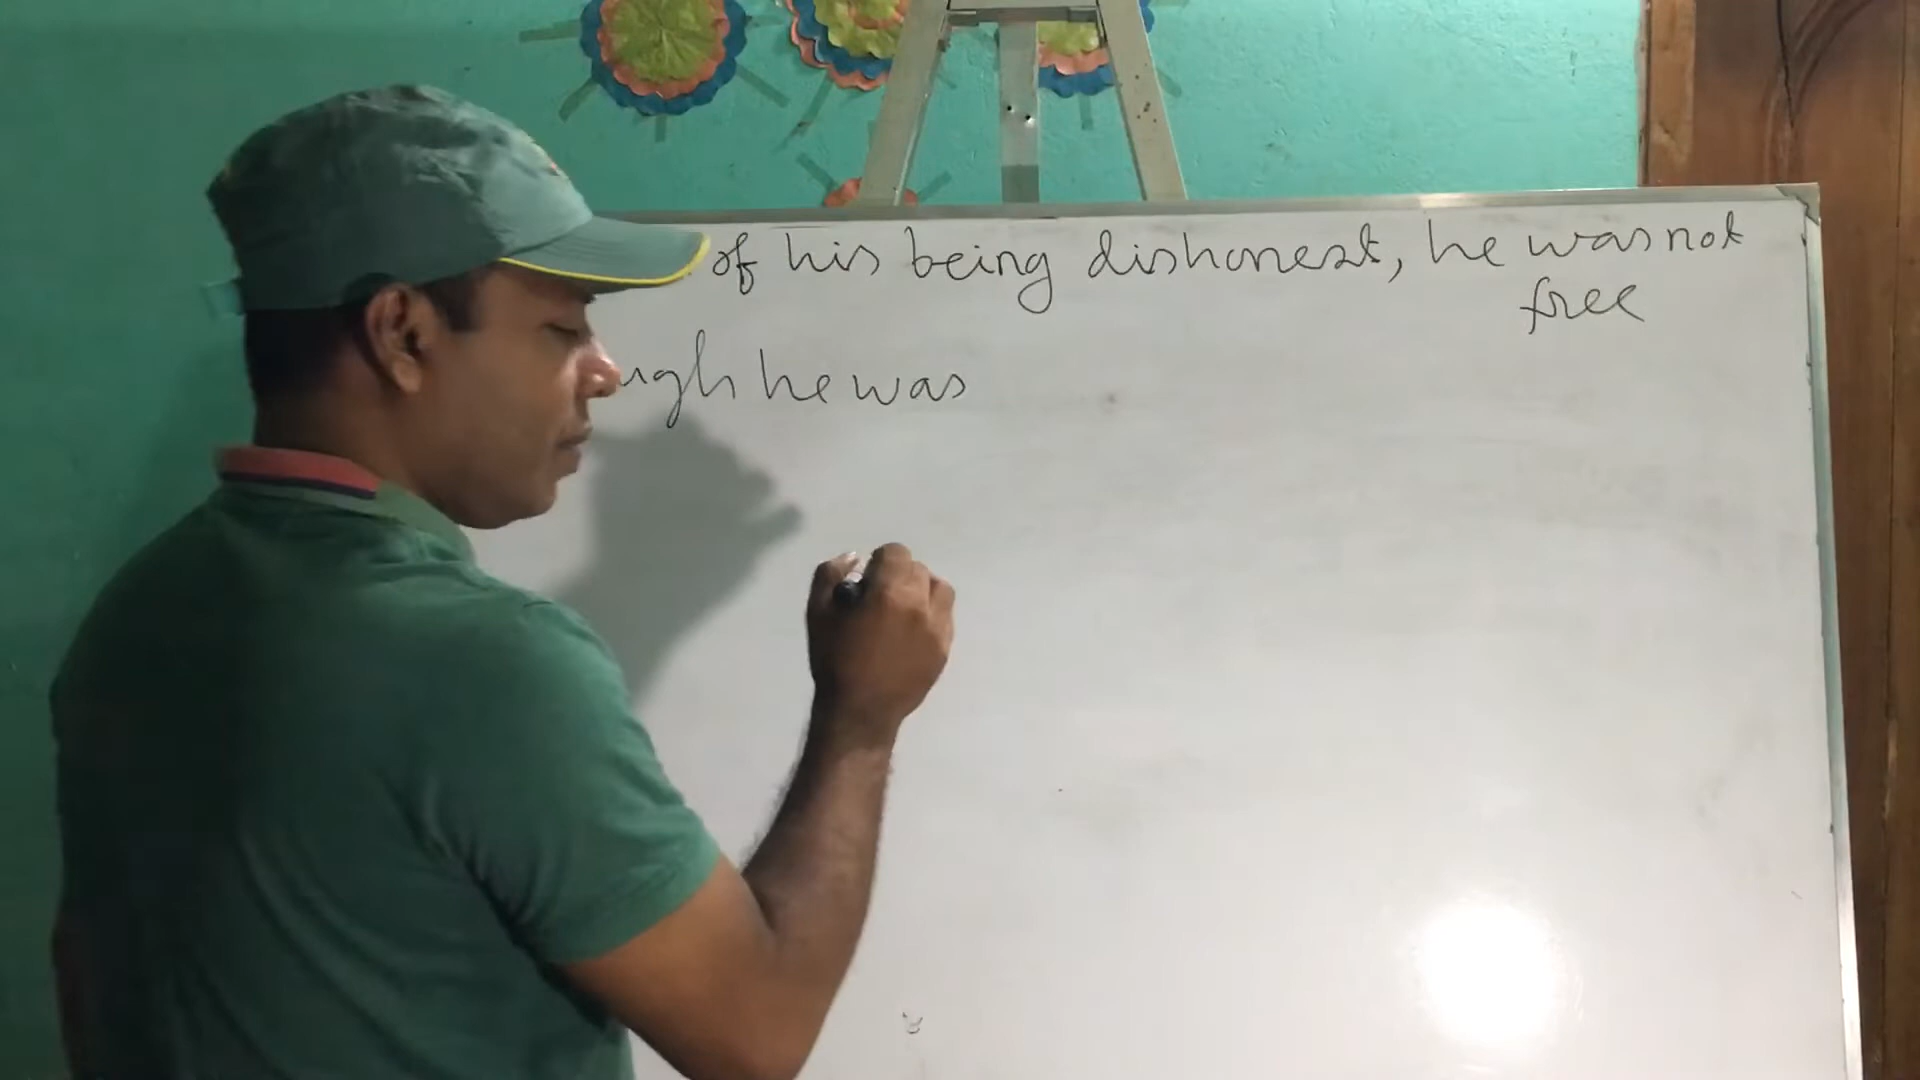 of his being dishonest, he was not
free
ugh he was